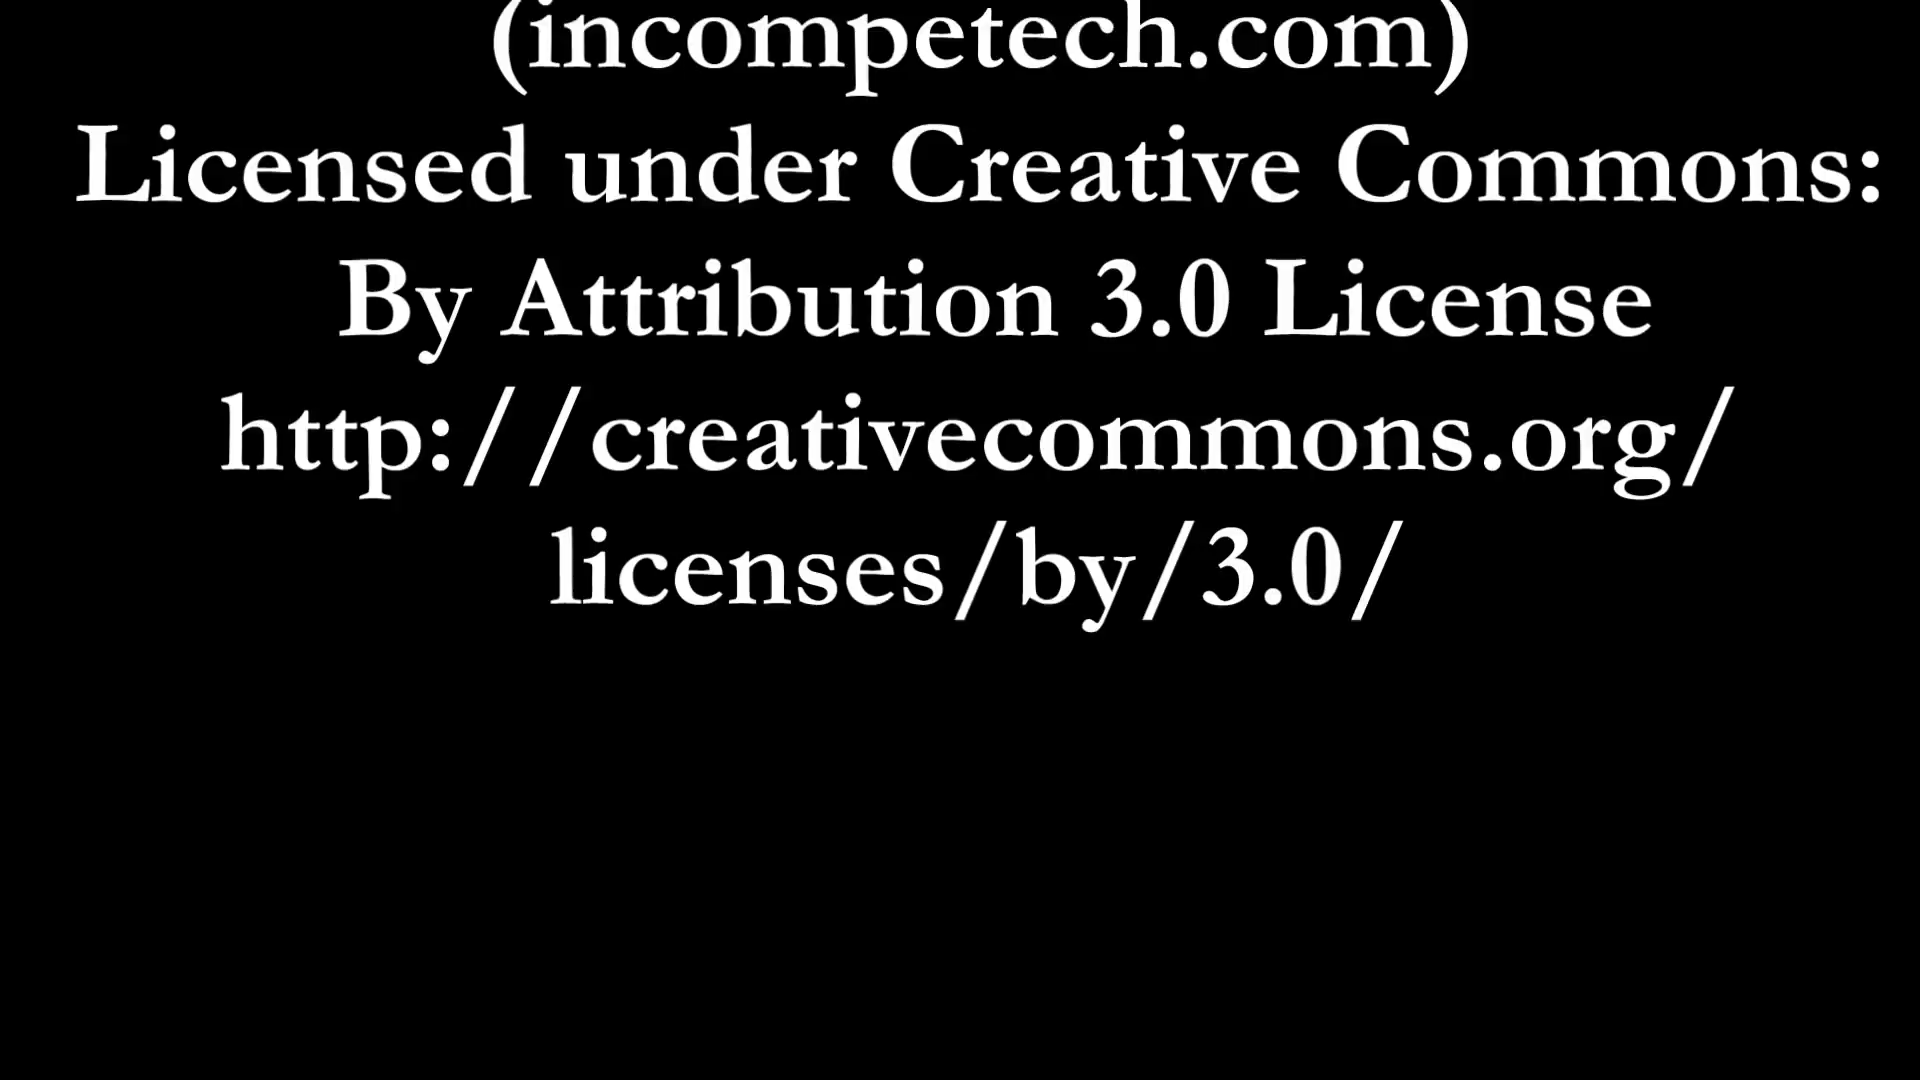 (incompetech.com)
Licensed under Creative Commons:
By Attribution 3.0 License
http://creativecommons.org/
licenses/by/3.0/